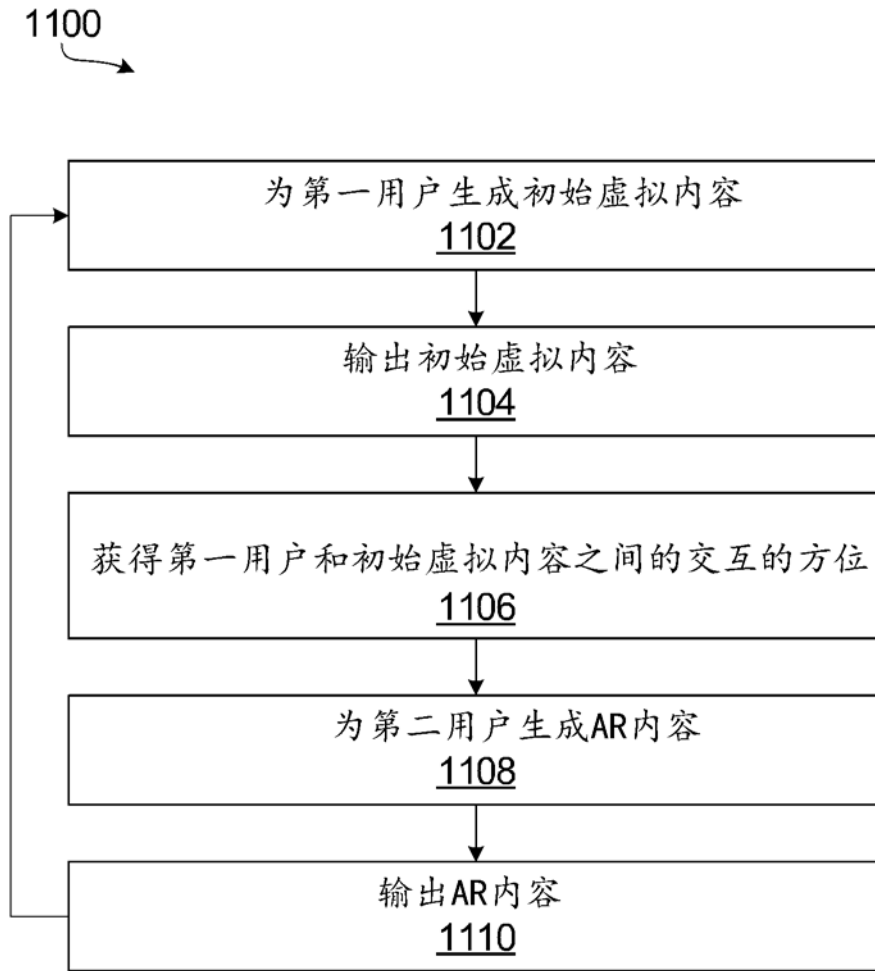 1100
为第一用户生成初始虚拟内容
1102
输出初始虚拟内容
1104
获得第一用户和初始虚拟内容之间的交互的方位
1106
为第二用户生成AR内容
1108
输出AR内容
1110